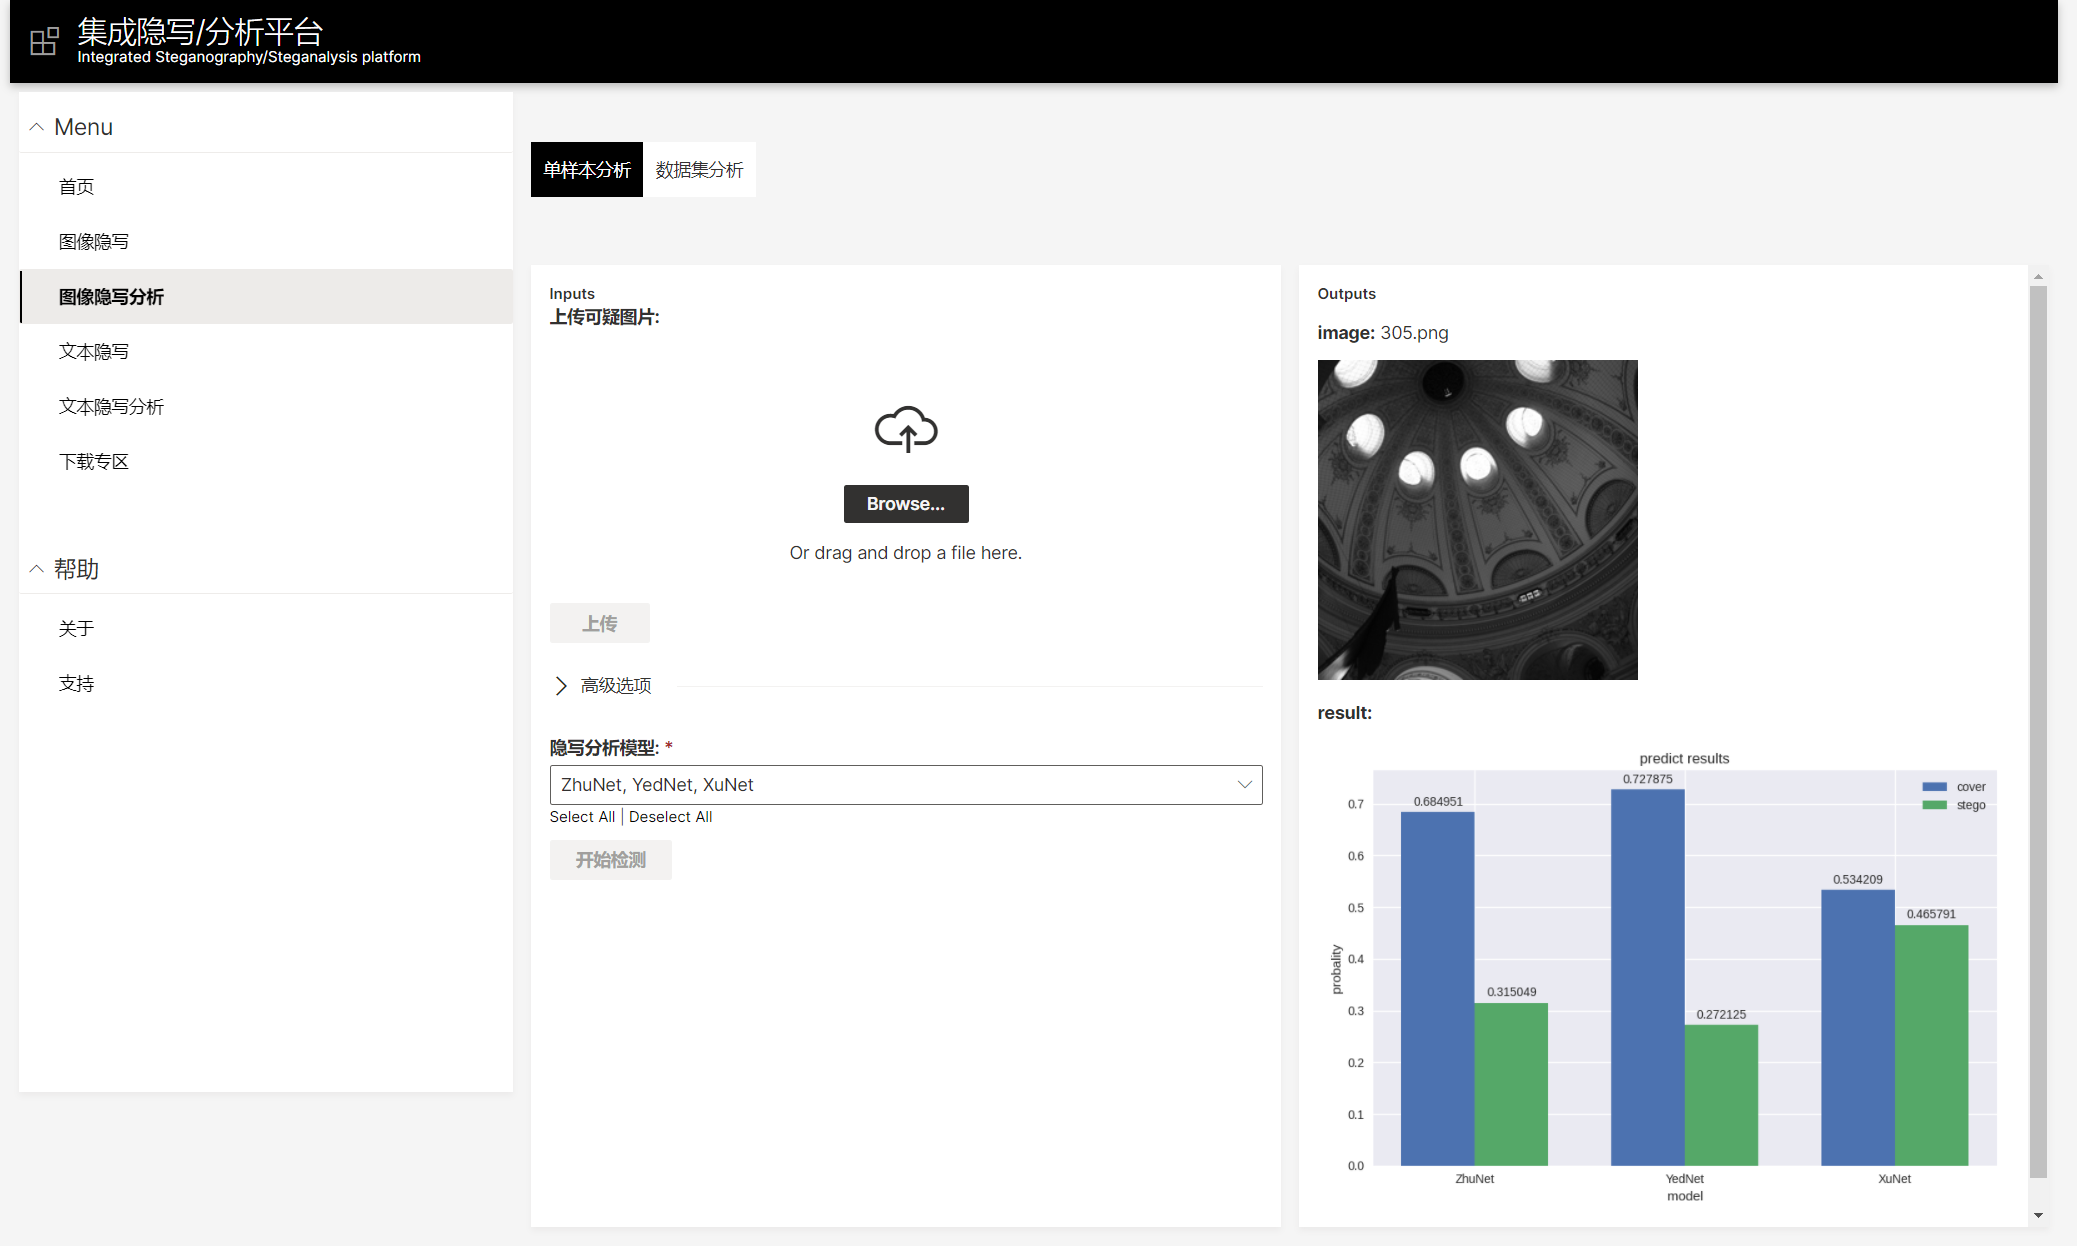 集成隐写/分析平台
Integrated Steganography/Steganalysis platform
Menu
首页
图像隐写
图像隐写分析
文本隐写
文本隐写分析
下载专区
帮助
关于
支持
单样本分析 数据集分析
Inputs
上传可疑图片:
Browse...
Or drag and drop a file here.
上传
高级选项
隐写分析模型: *
ZhuNet, YedNet, XuNet
Select All | Deselect All
开始检测
Outputs
image: 305.png
result:
predict results
cover
stego
0.684951
0.315049
0.727875
0.272125
0.534209
0.465791
probality
0.7
0.6
0.5
0.4
0.3
0.2
0.1
0.0
ZhuNet YedNet XuNet
model